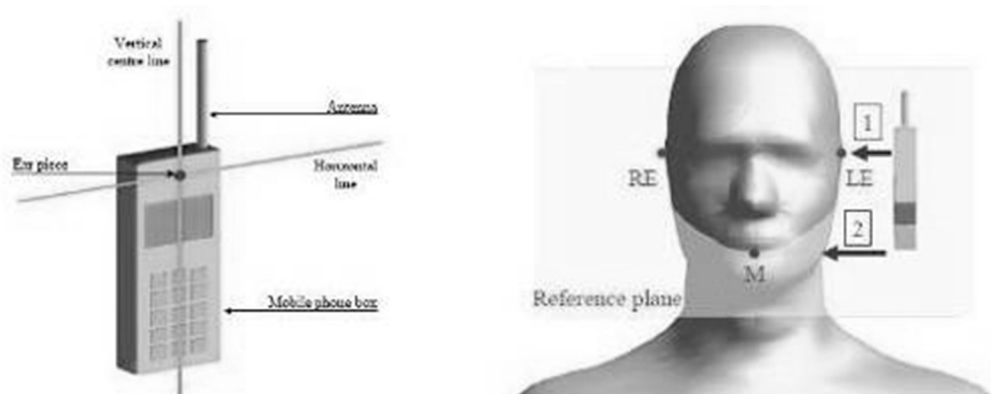 Vertical
centre line
Antenna
Ear piece
Horizontal
line
Mobile phone box
1
RE
LE
2
M
Reference plane